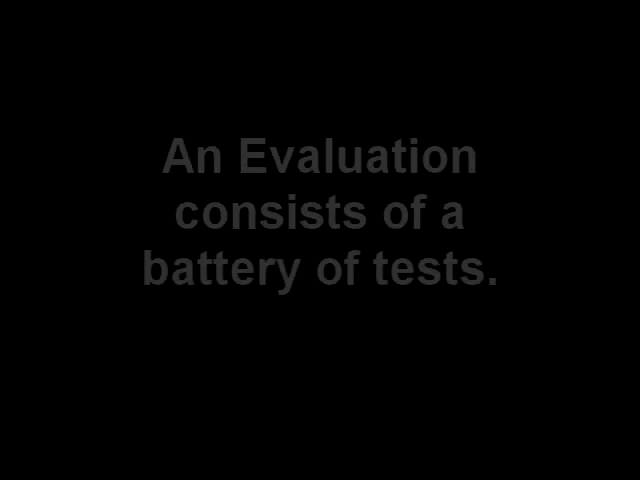 An Evaluation
consists of a
battery of tests.